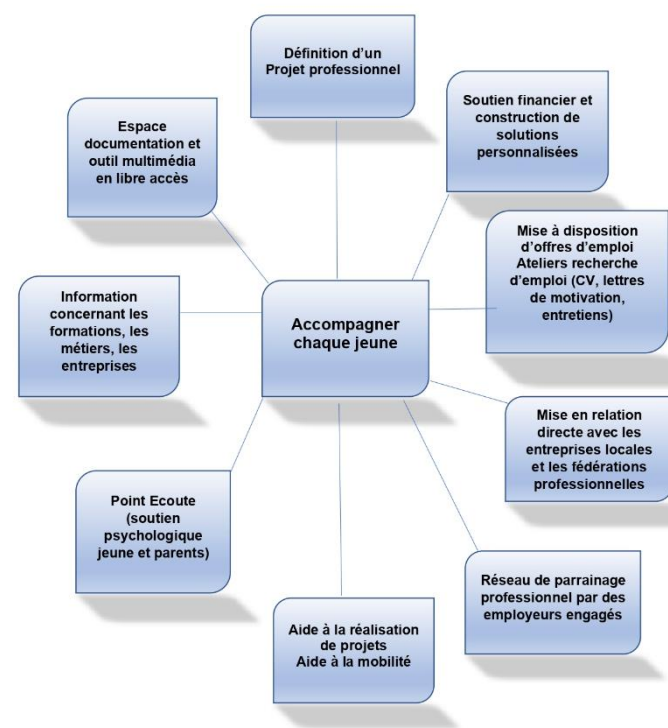 Définition d'un
Projet professionnel
Soutien financier et
construction de
solutions
personnalisées
Mise à disposition
d'offres d'emploi
Ateliers recherche
d'emploi (CV, lettres
de motivation,
entretiens)
Mise en relation
directe avec les
entreprises locales
et les fédérations
professionnelles
Réseau de parrainage
professionnel par des
employeurs engagés
Aide à la réalisation
de projets
Aide à la mobilité
Point Ecoute
(soutien
psychologique
jeune et parents)
Information
concernant les
formations, les
métiers, les
entreprises
Espace
documentation et
outil multimédia
en libre accès
Accompagner
chaque jeune